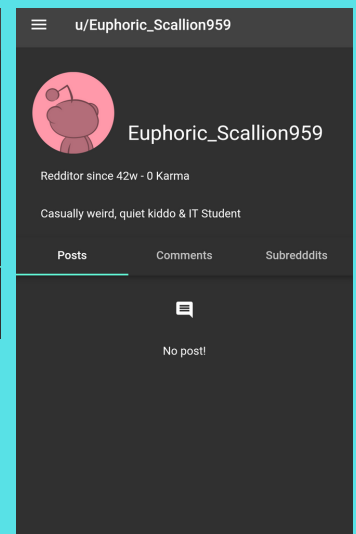 u/Euphoric_Scallion959
Euphoric_Scallion959
Redditor since 42w - 0 Karma
Casually weird, quiet kiddo & IT Student
Posts Comments Subredddits
No post!